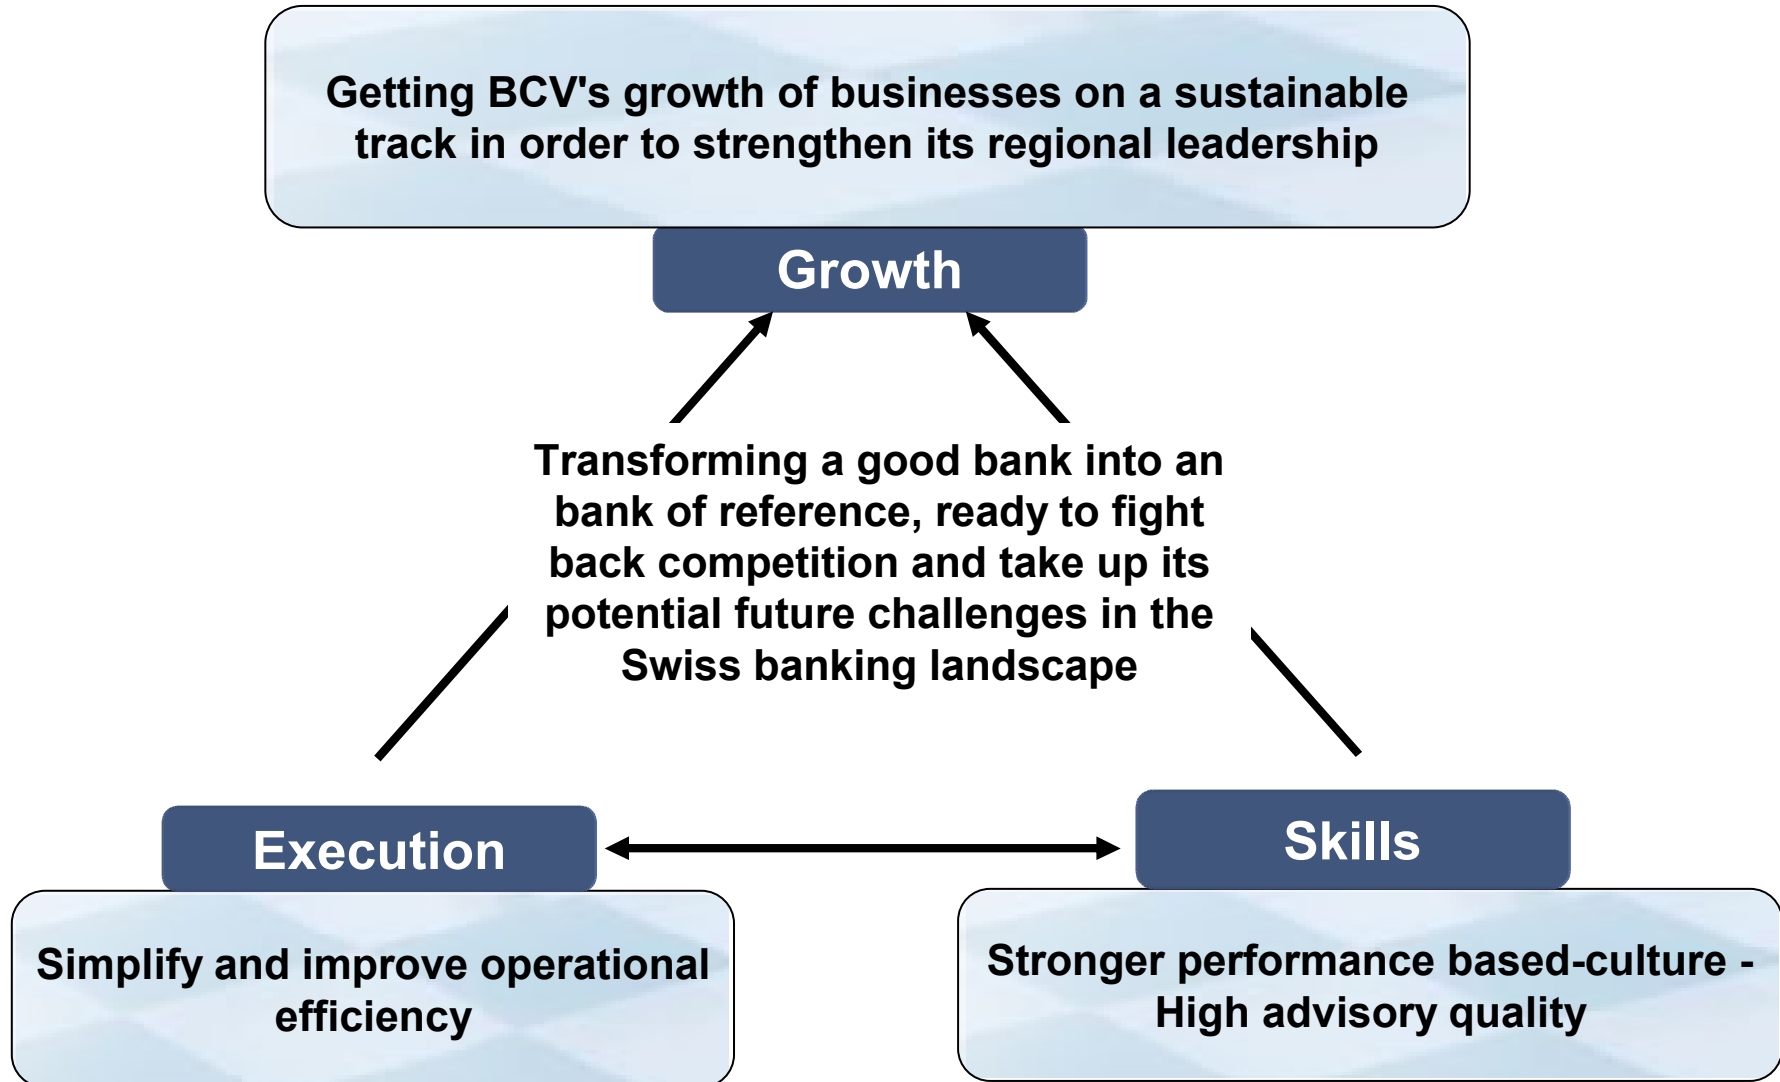 Getting BCV's growth of businesses on a sustainable
track in order to strengthen its regional leadership
Growth
Transforming a good bank into an
bank of reference, ready to fight
back competition and take up its
potential future challenges in the
Swiss banking landscape
Execution
Simplify and improve operational
efficiency
Skills
Stronger performance based-culture -
High advisory quality